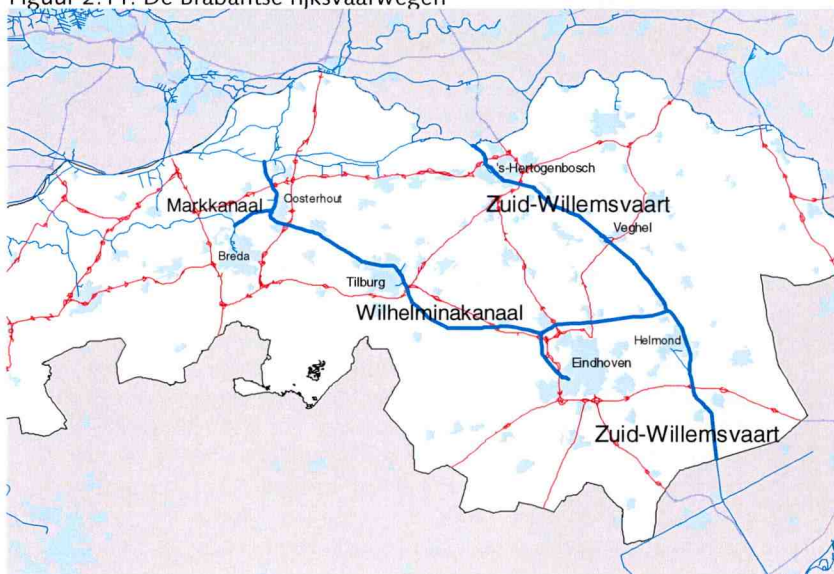 Figuur 2.11: De Brabantse rijksvaarwegen
's-Hertogenbosch
Markkanaal
Oosterhout
Zuid-Willemsvaart
Veghel
Breda
Tilburg
Wilhelminakanaal
Helmond
Eindhoven
Zuid-Willemsvaart